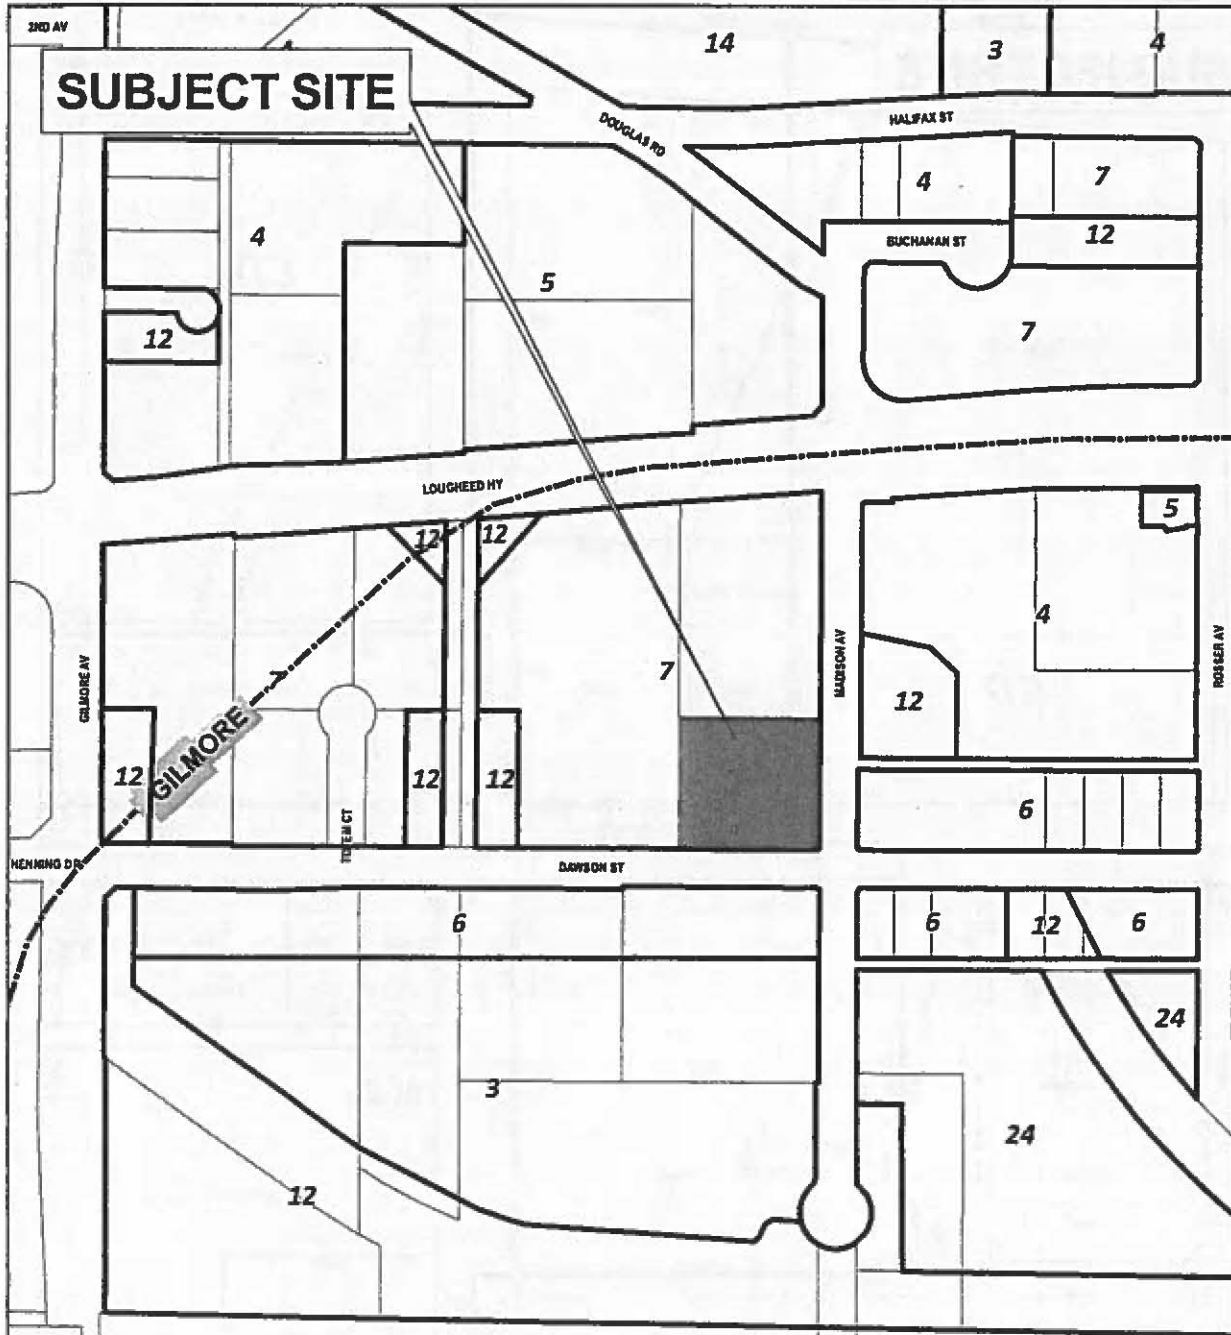 2ND AV
14
3
4
4
SUBJECT SITE
DOUGLAS RD
HALIFAX ST
4
7
4
BUCHANAN ST
12
5
12
7
LOUGHEED HY
12
12
5
4
GILMORE AV
7
MADISON AV
12
ROSSER AV
GILMORE
12
12
12
6
TOTEM CT
HENNING DR
DAWSON ST
6
6
12
6
24
3
24
12